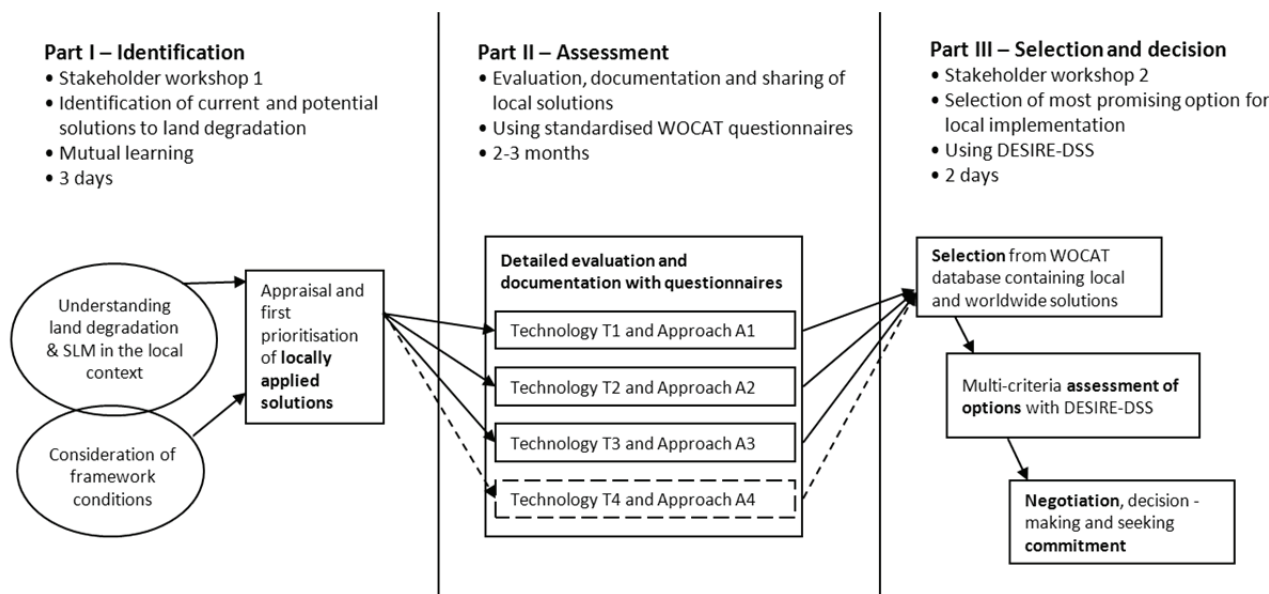 Part I – Identification
• Stakeholder workshop 1
• Identification of current and potential
solutions to land degradation
• Mutual learning
• 3 days
Understanding
land degradation
& SLM in the local
context
Consideration of
framework
conditions
Appraisal and
first
prioritisation
of locally
applied
solutions
Part II – Assessment
• Evaluation, documentation and sharing of
local solutions
• Using standardised WOCAT questionnaires
• 2-3 months
Detailed evaluation and
documentation with questionnaires
Technology T1 and Approach A1
Technology T2 and Approach A2
Technology T3 and Approach A3
Technology T4 and Approach A4
Part III – Selection and decision
• Stakeholder workshop 2
• Selection of most promising option for
local implementation
• Using DESIRE-DSS
• 2 days
Selection from WOCAT
database containing local
and worldwide solutions
Multi-criteria assessment of
options with DESIRE-DSS
Negotiation, decision -
making and seeking
commitment